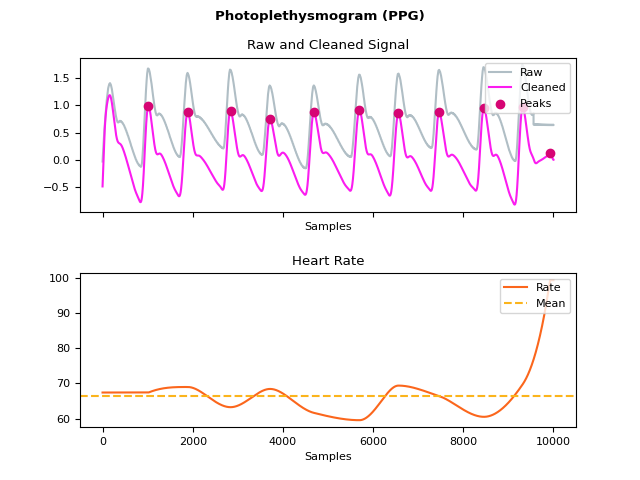 Photoplethysmogram (PPG)
Raw and Cleaned Signal
Raw
Cleaned
Peaks
1.5
1.0
0.5
0.0
−0.5
Samples
Heart Rate
Rate
Mean
100
90
80
70
60
0 2000 4000 6000 8000 10000
Samples